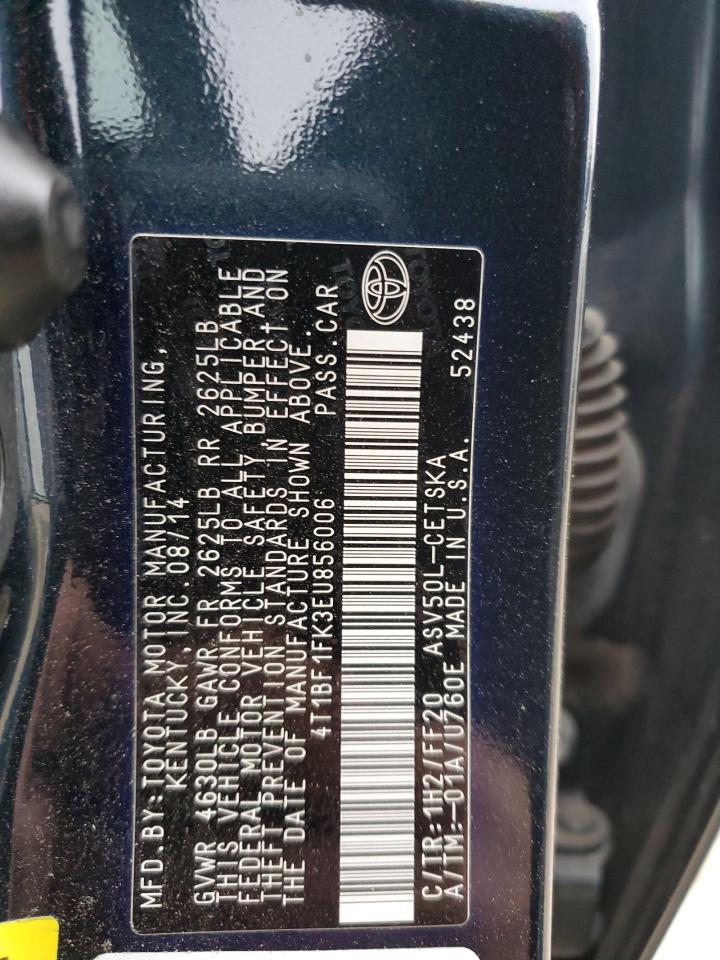 MFD.BY:TOYOTA MOTOR MANUFACTURING,
KENTUCKY, INC.08/14
GVWR 4630LB GAWR FR 2625LB RR 2625LB
THIS VEHICLE CONFORMS TO ALL APPLICABLE
FEDERAL MOTOR VEHICLE SAFETY, BUMPER AND
THEFT PREVENTION STANDARDS IN EFFECT ON
THE DATE OF MANUFACTURE SHOWN ABOVE.
4T1BF1FK3EU856006 PASS.CAR
C/TR:1H2/FF20 ASV50L-CETSKA
A/TM:-01A/U760E MADE IN U.S.A. 52438